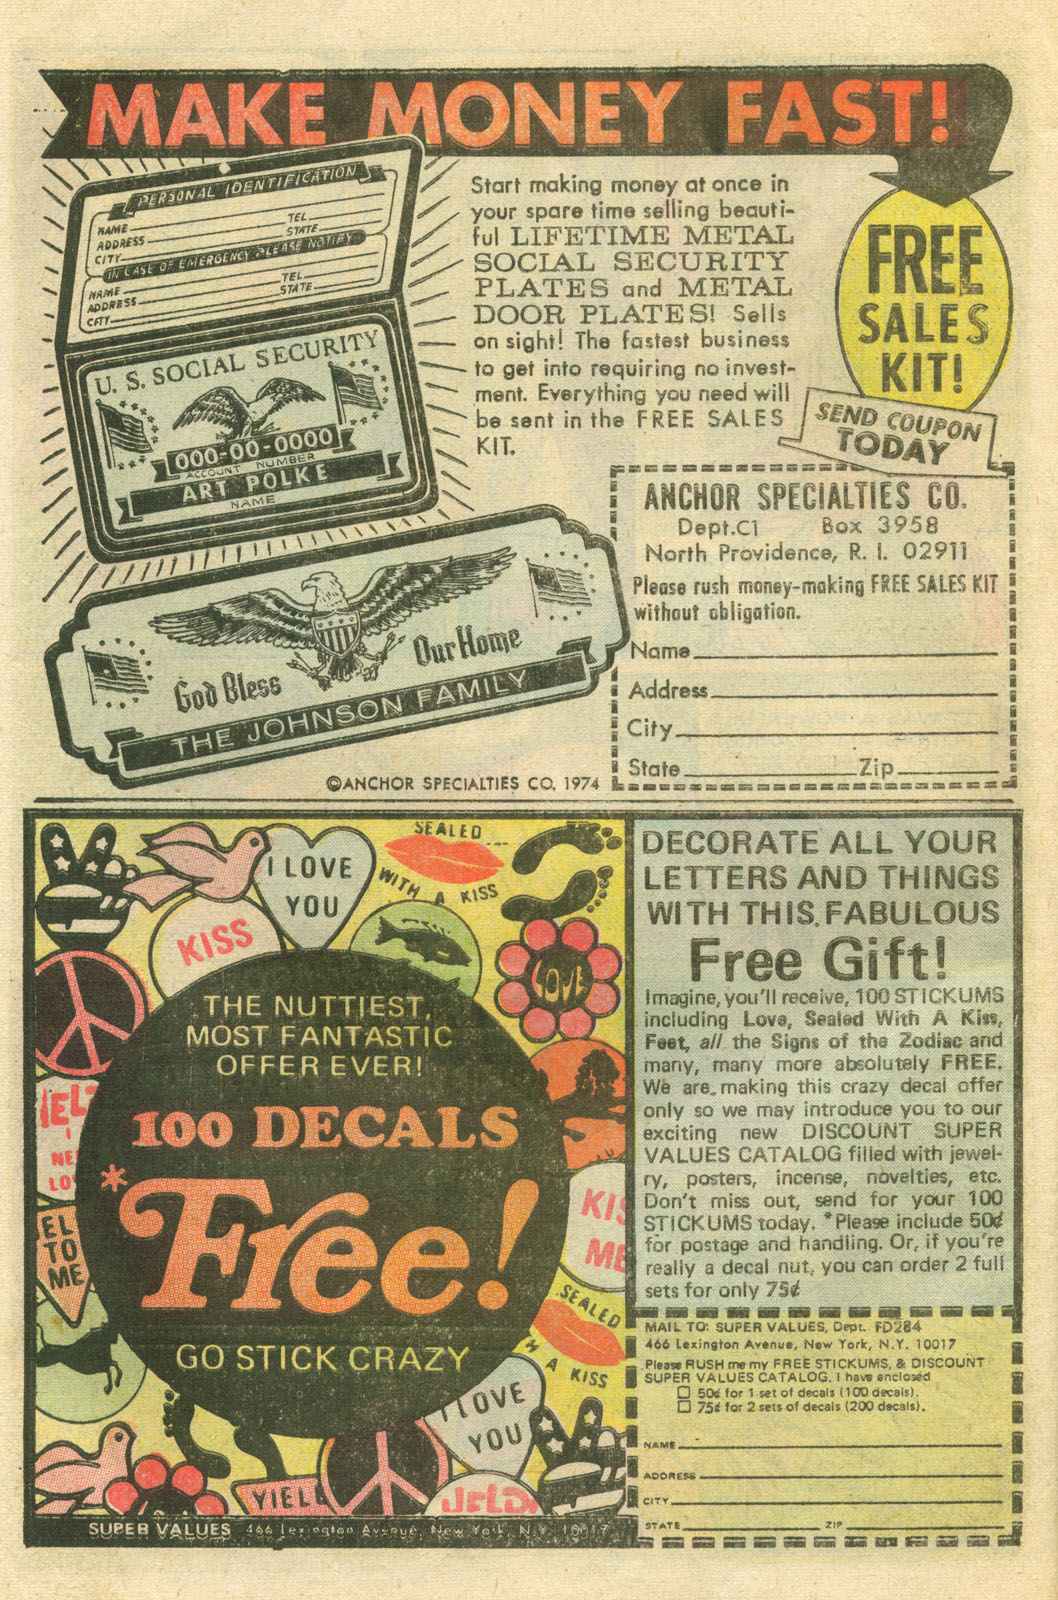 MAKE MONEY FAST!
PERSONAL IDENTIFICATION
NAME TEL.
ADDRESS STATE
CITY
IN CASE OF EMERGENCY PLEASE NOTIFY
NAME TEL.
ADDRESS STATE
CITY
U. S. SOCIAL SECURITY
000-00-0000
ACCOUNT NUMBER
ART POLKE
NAME
God Bless Our Home
THE JOHNSON FAMILY
©ANCHOR SPECIALTIES CO. 1974
Start making money at once in
your spare time selling beauti-
ful LIFETIME METAL
SOCIAL SECURITY
PLATES and METAL
DOOR PLATES! Sells
on sight! The fastest business
to get into requiring no invest-
ment. Everything you need will
be sent in the FREE SALES
KIT.
FREE
SALES
KIT!
SEND COUPON
TODAY
ANCHOR SPECIALTIES CO.
Dept.C1 Box 3958
North Providence, R. I. 02911
Please rush money-making FREE SALES KIT
without obligation.
Name
Address
City
State Zip
SEALED
WITH A KISS
I LOVE
YOU
KISS
LOVE
THE NUTTIEST,
MOST FANTASTIC
OFFER EVER!
100 DECALS
*Free!
GO STICK CRAZY
EL
TO
ME
KIS
ME
SEALED
H A KISS
I LOVE
YOU
YIELD
SUPER VALUES 466 Lexington Avenue, New York, N.Y. 10017
DECORATE ALL YOUR
LETTERS AND THINGS
WITH THIS FABULOUS
Free Gift!
Imagine, you'll receive, 100 STICKUMS
including Love, Sealed With A Kiss,
Feet, all the Signs of the Zodiac and
many, many more absolutely FREE.
We are making this crazy decal offer
only so we may introduce you to our
exciting new DISCOUNT SUPER
VALUES CATALOG filled with jewel-
ry, posters, incense, novelties, etc.
Don't miss out, send for your 100
STICKUMS today. *Please include 50¢
for postage and handling. Or, if you're
really a decal nut, you can order 2 full
sets for only 75¢
MAIL TO: SUPER VALUES, Dept. FD284
466 Lexington Avenue, New York, N.Y. 10017
Please RUSH me my FREE STICKUMS, & DISCOUNT
SUPER VALUES CATALOG. I have enclosed
50¢ for 1 set of decals (100 decals).
75¢ for 2 sets of decals (200 decals).
NAME
ADDRESS
CITY
STATE ZIP